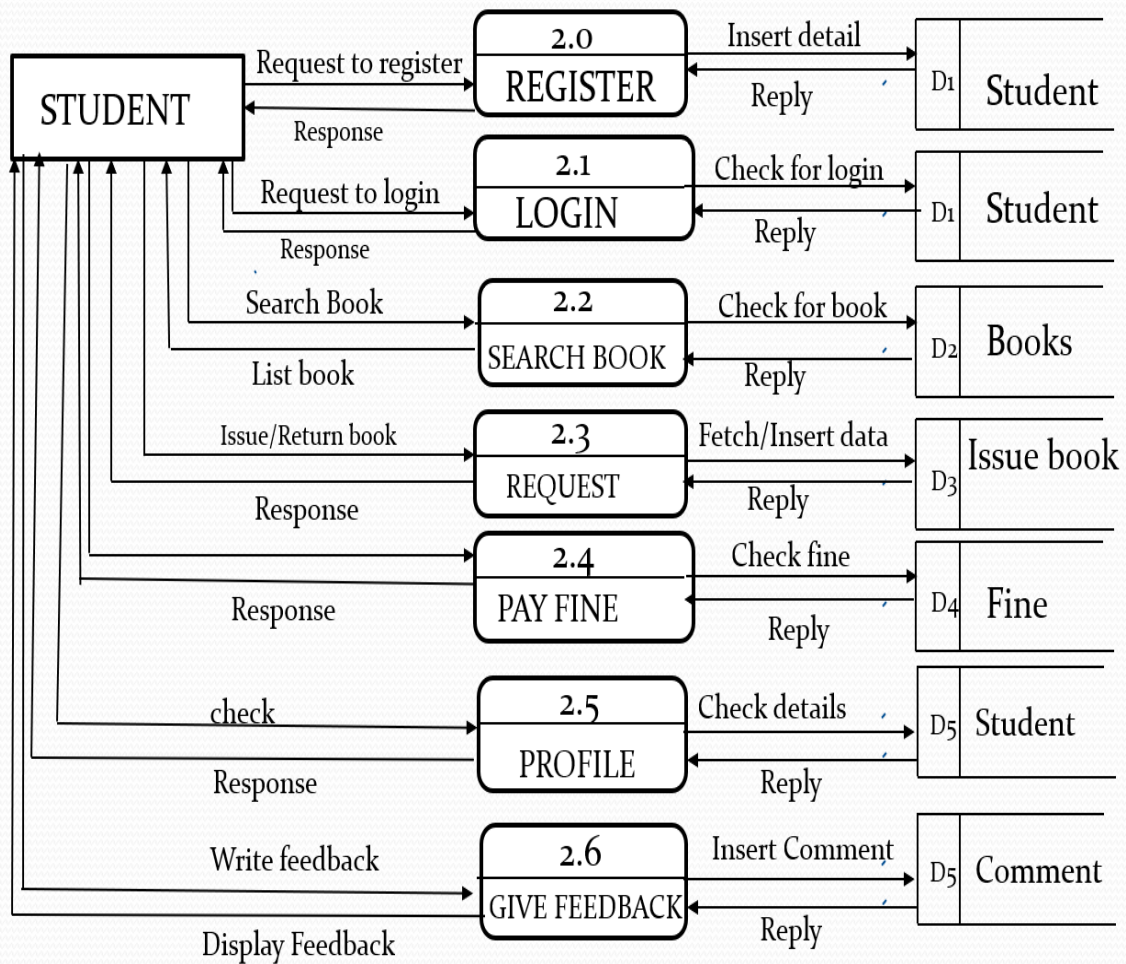 STUDENT
Request to register
Response
2.0
REGISTER
Insert detail
Reply
D1
Student
Request to login
Response
2.1
LOGIN
Check for login
Reply
D1
Student
Search Book
List book
2.2
SEARCH BOOK
Check for book
Reply
D2
Books
Issue/Return book
Response
2.3
REQUEST
Fetch/Insert data
Reply
D3
Issue book
Response
2.4
PAY FINE
Check fine
Reply
D4
Fine
check
Response
2.5
PROFILE
Check details
Reply
D5
Student
Write feedback
Display Feedback
2.6
GIVE FEEDBACK
Insert Comment
Reply
D5
Comment